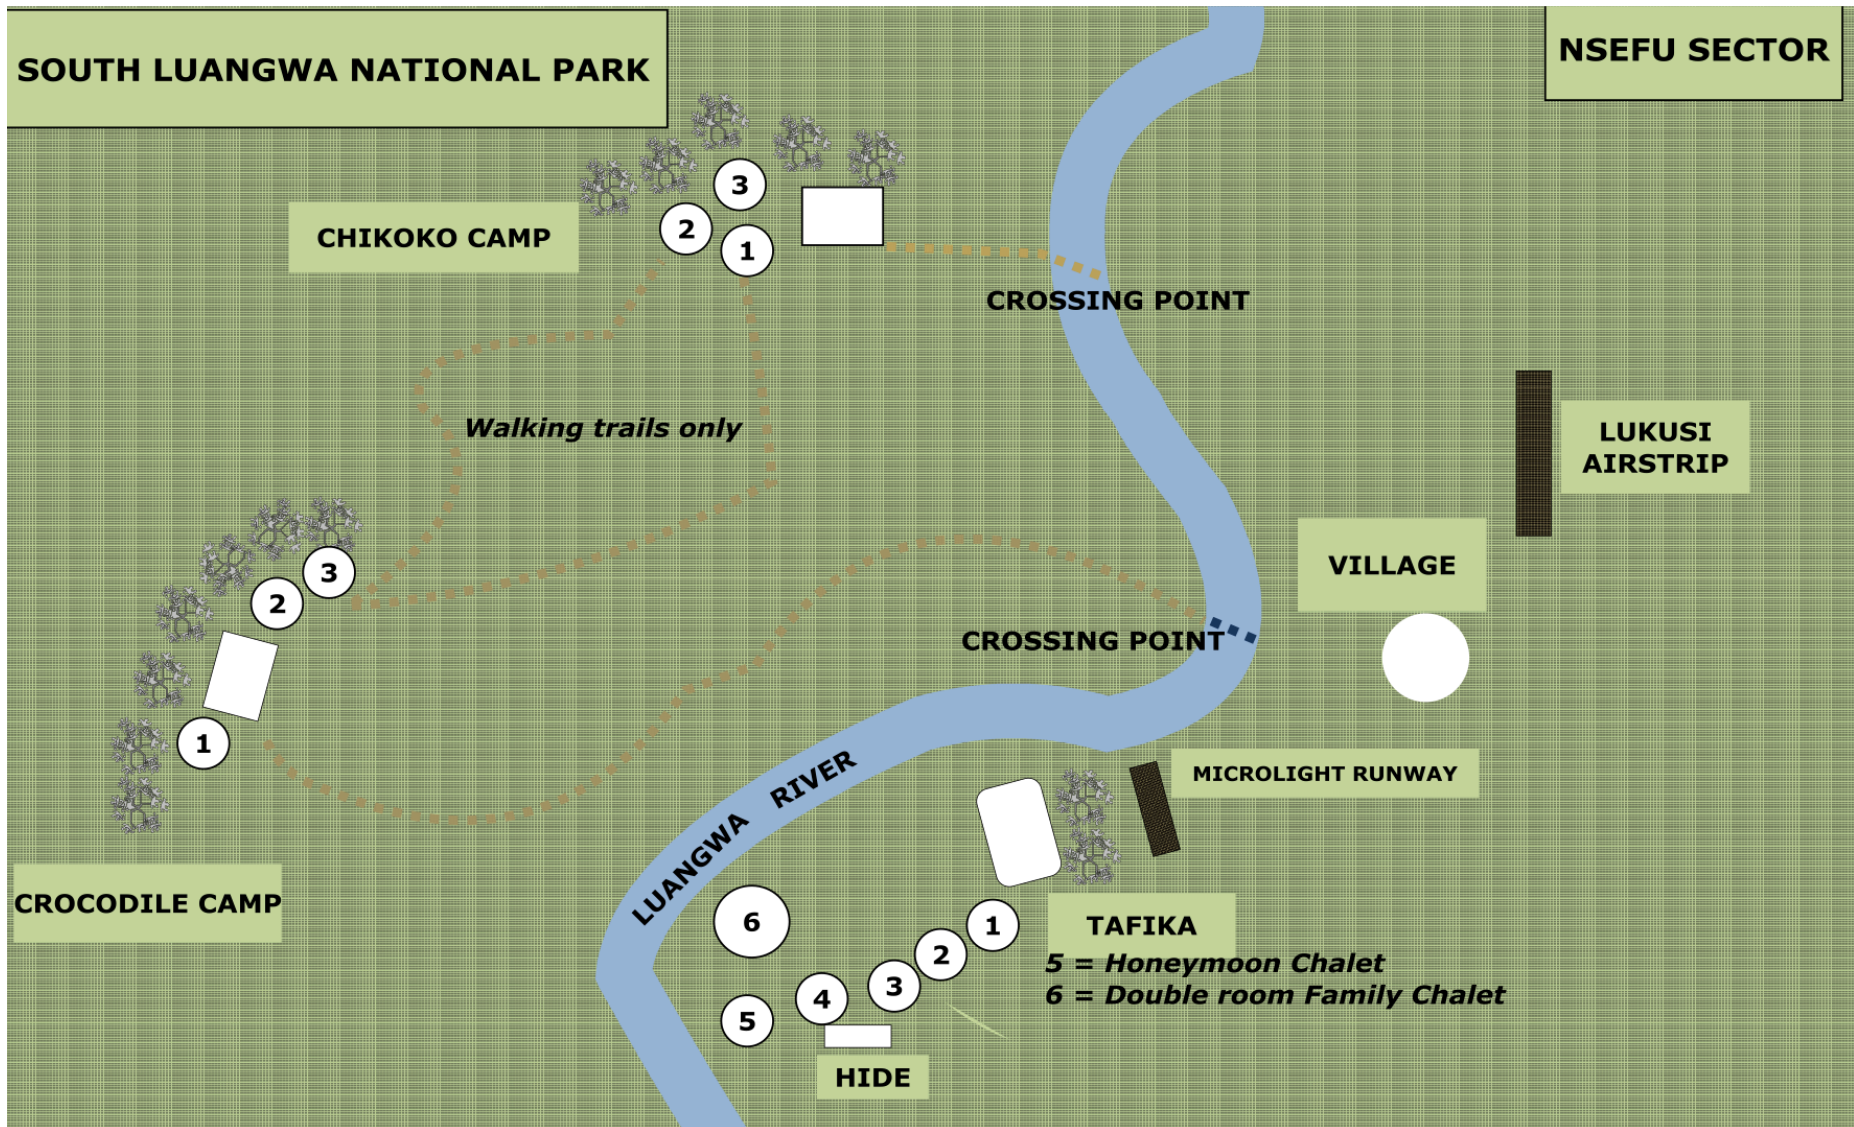 SOUTH LUANGWA NATIONAL PARK
NSEFU SECTOR
3
2
1
CHIKOKO CAMP
CROSSING POINT
Walking trails only
LUKUSI
AIRSTRIP
VILLAGE
3
2
1
CROSSING POINT
MICROLIGHT RUNWAY
LUANGWA RIVER
CROCODILE CAMP
6
1
2
3
4
5
TAFIKA
5 = Honeymoon Chalet
6 = Double room Family Chalet
HIDE